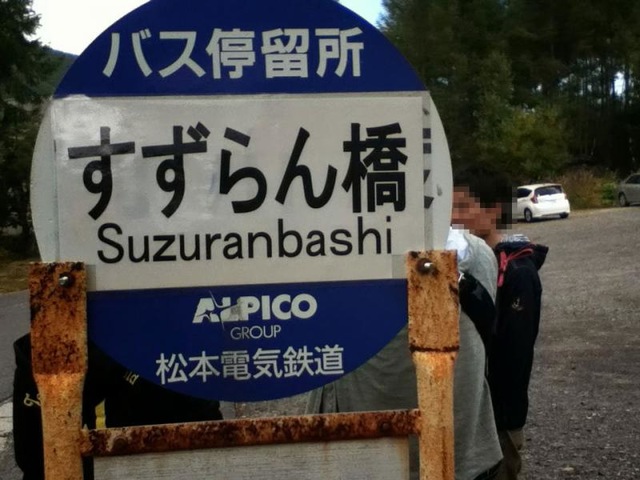 バス停留所
すずらん橋
Suzuranbashi
ALPICO
GROUP
松本電気鉄道